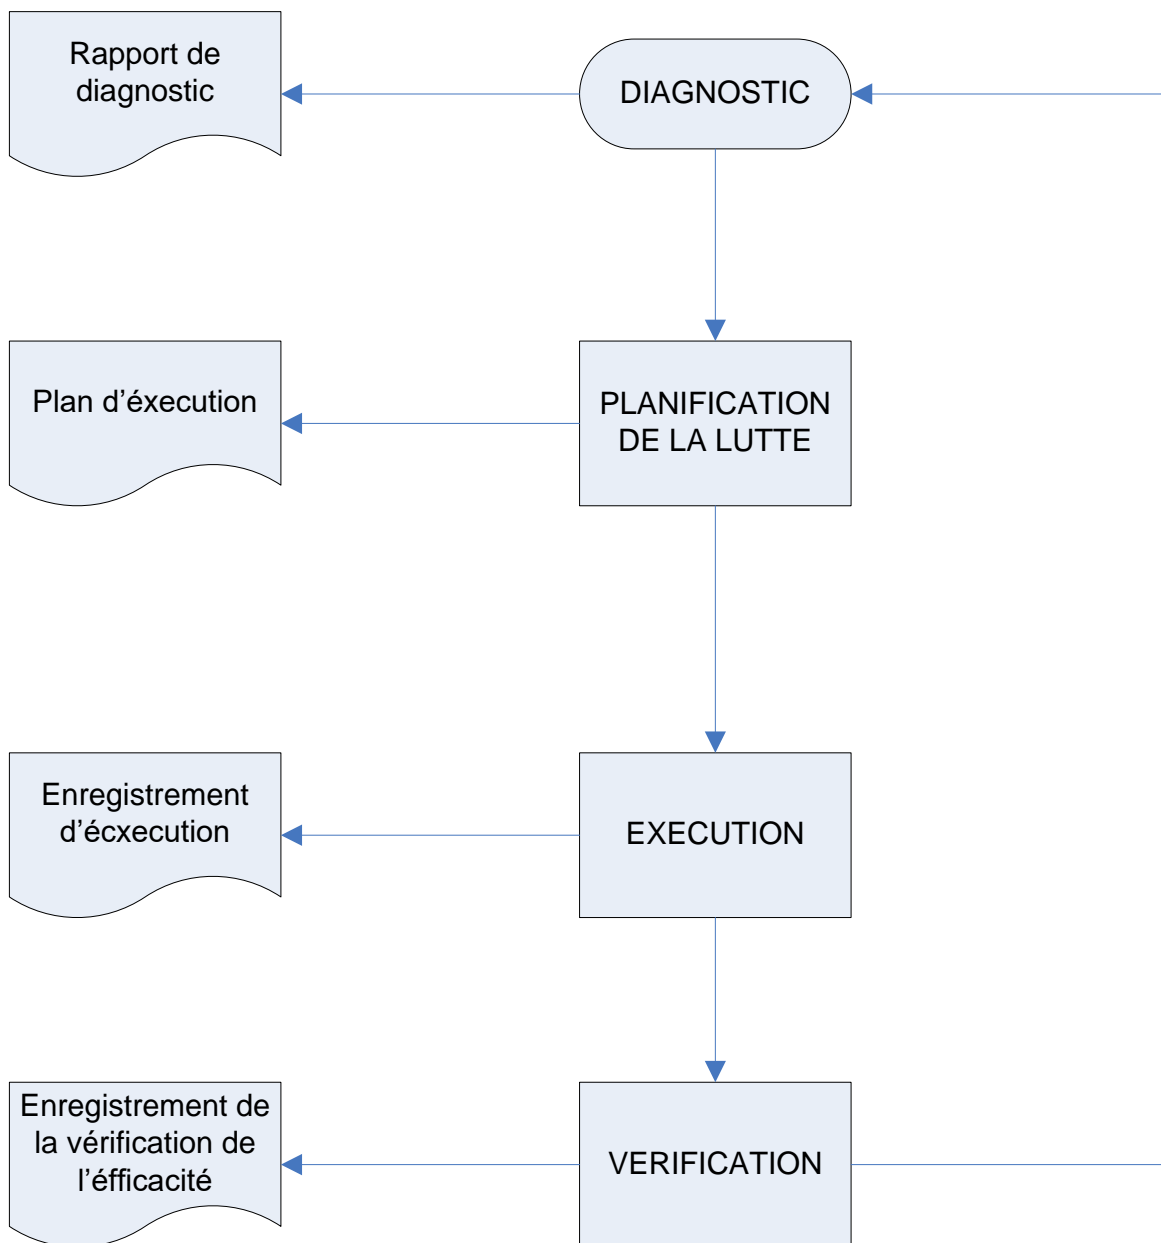 Rapport de
diagnostic
DIAGNOSTIC
Plan d’éxecution
PLANIFICATION
DE LA LUTTE
Enregistrement
d’écxecution
EXECUTION
Enregistrement de
la vérification de
l’éfficacité
VERIFICATION